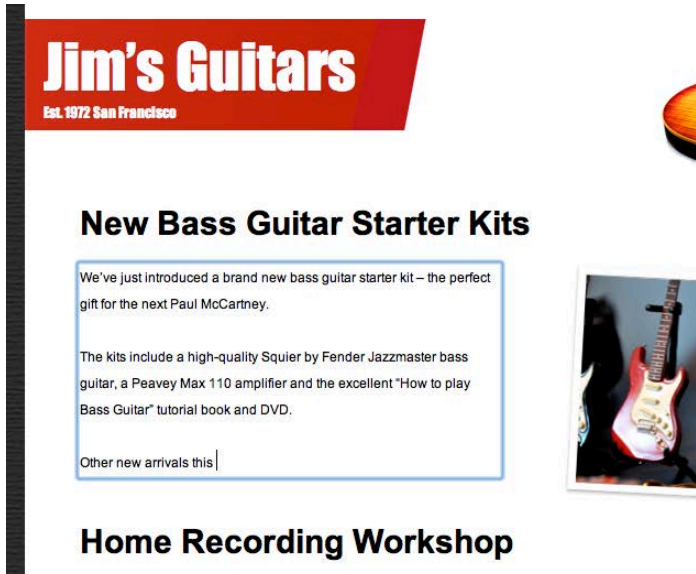 Jim’s Guitars
Est. 1972 San Francisco
New Bass Guitar Starter Kits
We’ve just introduced a brand new bass guitar starter kit – the perfect
gift for the next Paul McCartney.
The kits include a high-quality Squier by Fender Jazzmaster bass
guitar, a Peavey Max 110 amplifier and the excellent “How to play
Bass Guitar” tutorial book and DVD.
Other new arrivals this
Home Recording Workshop